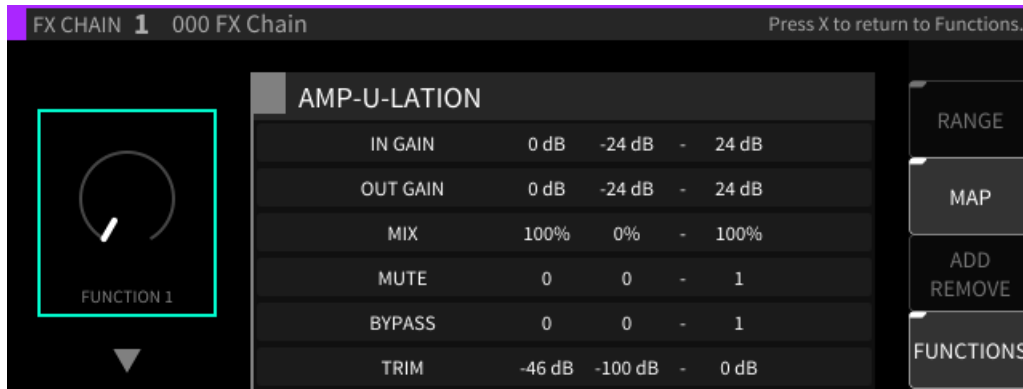 FX CHAIN 1 000 FX Chain Press X to return to Functions.
AMP-U-LATION
IN GAIN 0 dB -24 dB - 24 dB
OUT GAIN 0 dB -24 dB - 24 dB
MIX 100% 0% - 100%
MUTE 0 0 - 1
BYPASS 0 0 - 1
TRIM -46 dB -100 dB - 0 dB
FUNCTION 1
RANGE
MAP
ADD
REMOVE
FUNCTIONS